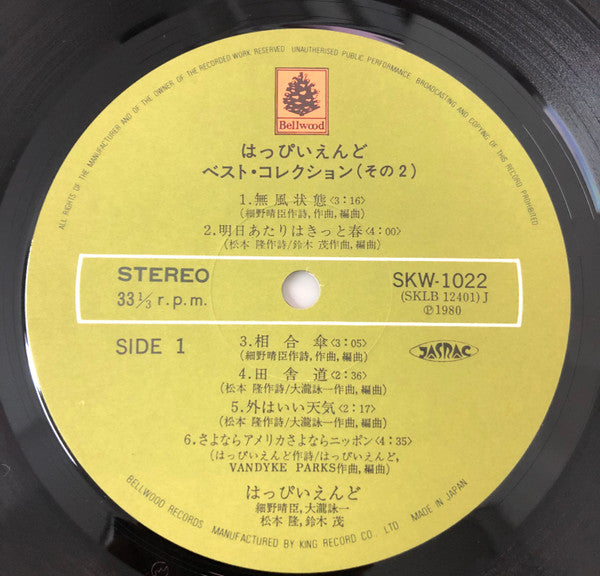 ALL RIGHTS OF THE MANUFACTURER AND OF THE OWNER OF THE RECORDED WORK RESERVED. UNAUTHORISED PUBLIC PERFORMANCE, BROADCASTING AND COPYING OF THIS RECORD PROHIBITED
Bellwood
はっぴいえんど
ベスト・コレクション(その2)
1.無風状態〈3:16〉
(細野晴臣作詩,作曲,編曲)
2.明日あたりはきっと春〈4:00〉
(松本 隆作詩/鈴木 茂作曲,編曲)
STEREO
33 1/3 r.p.m.
SKW-1022
(SKLB 12401) J
℗1980
SIDE 1
JASRAC
3.相合傘〈3:05〉
(細野晴臣作詩,作曲,編曲)
4.田舎道〈2:36〉
(松本 隆作詩/大瀧詠一作曲,編曲)
5.外はいい天気〈2:17〉
(松本 隆作詩/大瀧詠一作曲,編曲)
6.さよならアメリカさよならニッポン〈4:35〉
(はっぴいえんど作詩/はっぴいえんど,
VANDYKE PARKS作曲,編曲)
はっぴいえんど
細野晴臣,大瀧詠一
松本 隆,鈴木 茂
BELLWOOD RECORDS MANUFACTURED BY KING RECORD CO., LTD. MADE IN JAPAN